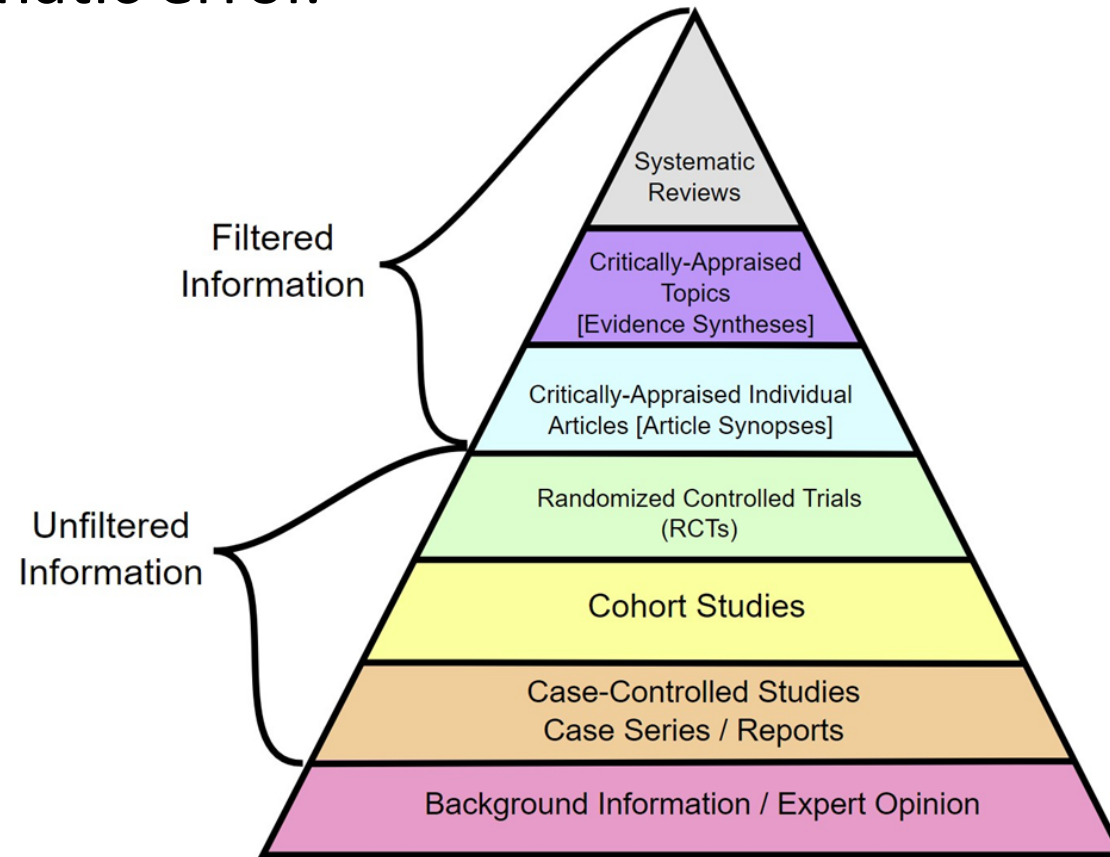 Systematic
Reviews
Filtered
Information
Critically-Appraised
Topics
[Evidence Syntheses]
Critically-Appraised Individual
Articles [Article Synopses]
Randomized Controlled Trials
(RCTs)
Unfiltered
Information
Cohort Studies
Case-Controlled Studies
Case Series / Reports
Background Information / Expert Opinion